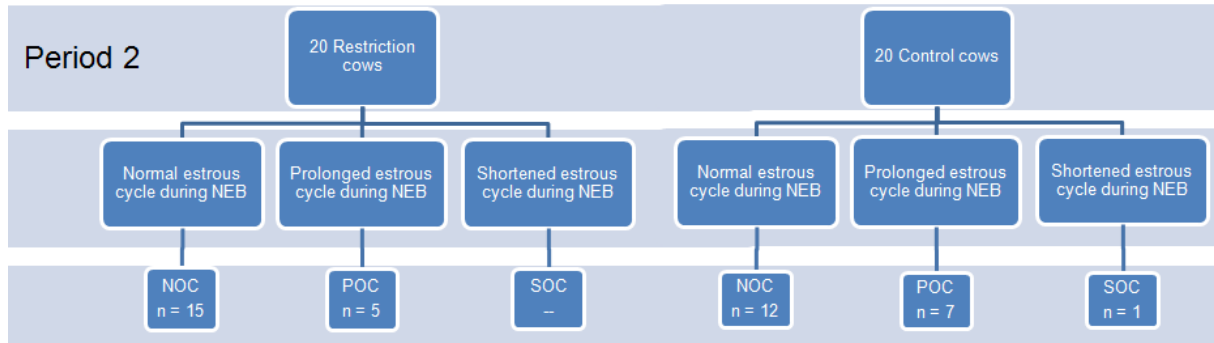 Period 2
20 Restriction
cows
20 Control cows
Normal estrous
cycle during NEB
Prolonged estrous
cycle during NEB
Shortened estrous
cycle during NEB
Normal estrous
cycle during NEB
Prolonged estrous
cycle during NEB
Shortened estrous
cycle during NEB
NOC
n = 15
POC
n = 5
SOC
--
NOC
n = 12
POC
n = 7
SOC
n = 1